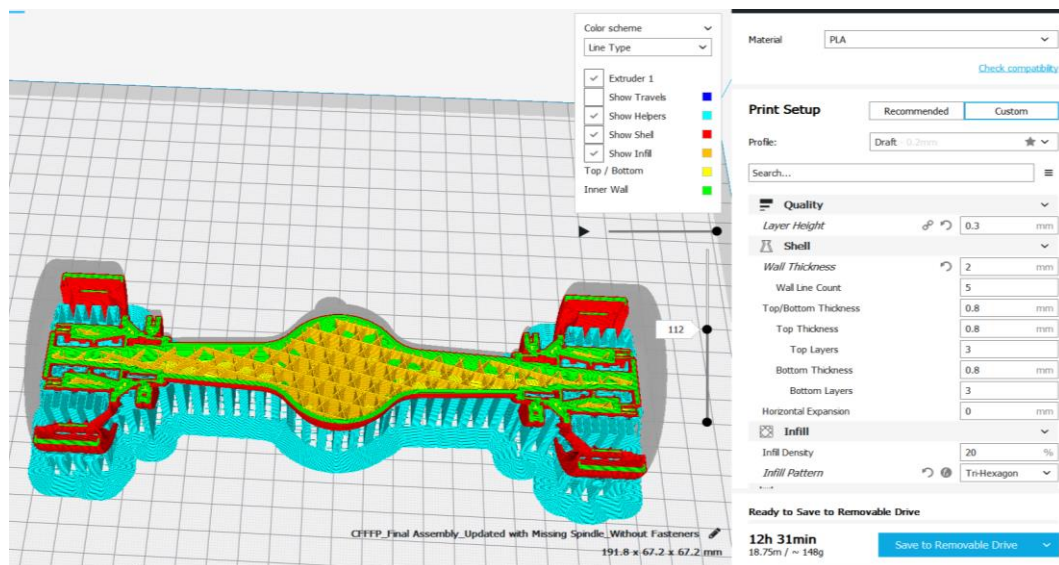 Color scheme
Line Type
Extruder 1
Show Travels
Show Helpers
Show Shell
Show Infill
Top / Bottom
Inner Wall
112
CFFFP_Final Assembly_Updated with Missing Spindle_Without Fasteners
191.8 x 67.2 x 67.2 mm
Material PLA
Check compatibility
Print Setup Recommended Custom
Profile: Draft 0.2mm
Search...
Quality
Layer Height 0.3 mm
Shell
Wall Thickness 2 mm
Wall Line Count 5
Top/Bottom Thickness 0.8 mm
Top Thickness 0.8 mm
Top Layers 3
Bottom Thickness 0.8 mm
Bottom Layers 3
Horizontal Expansion 0 mm
Infill
Infill Density 20 %
Infill Pattern Tri-Hexagon
Ready to Save to Removable Drive
12h 31min
18.75m / ~ 148g
Save to Removable Drive